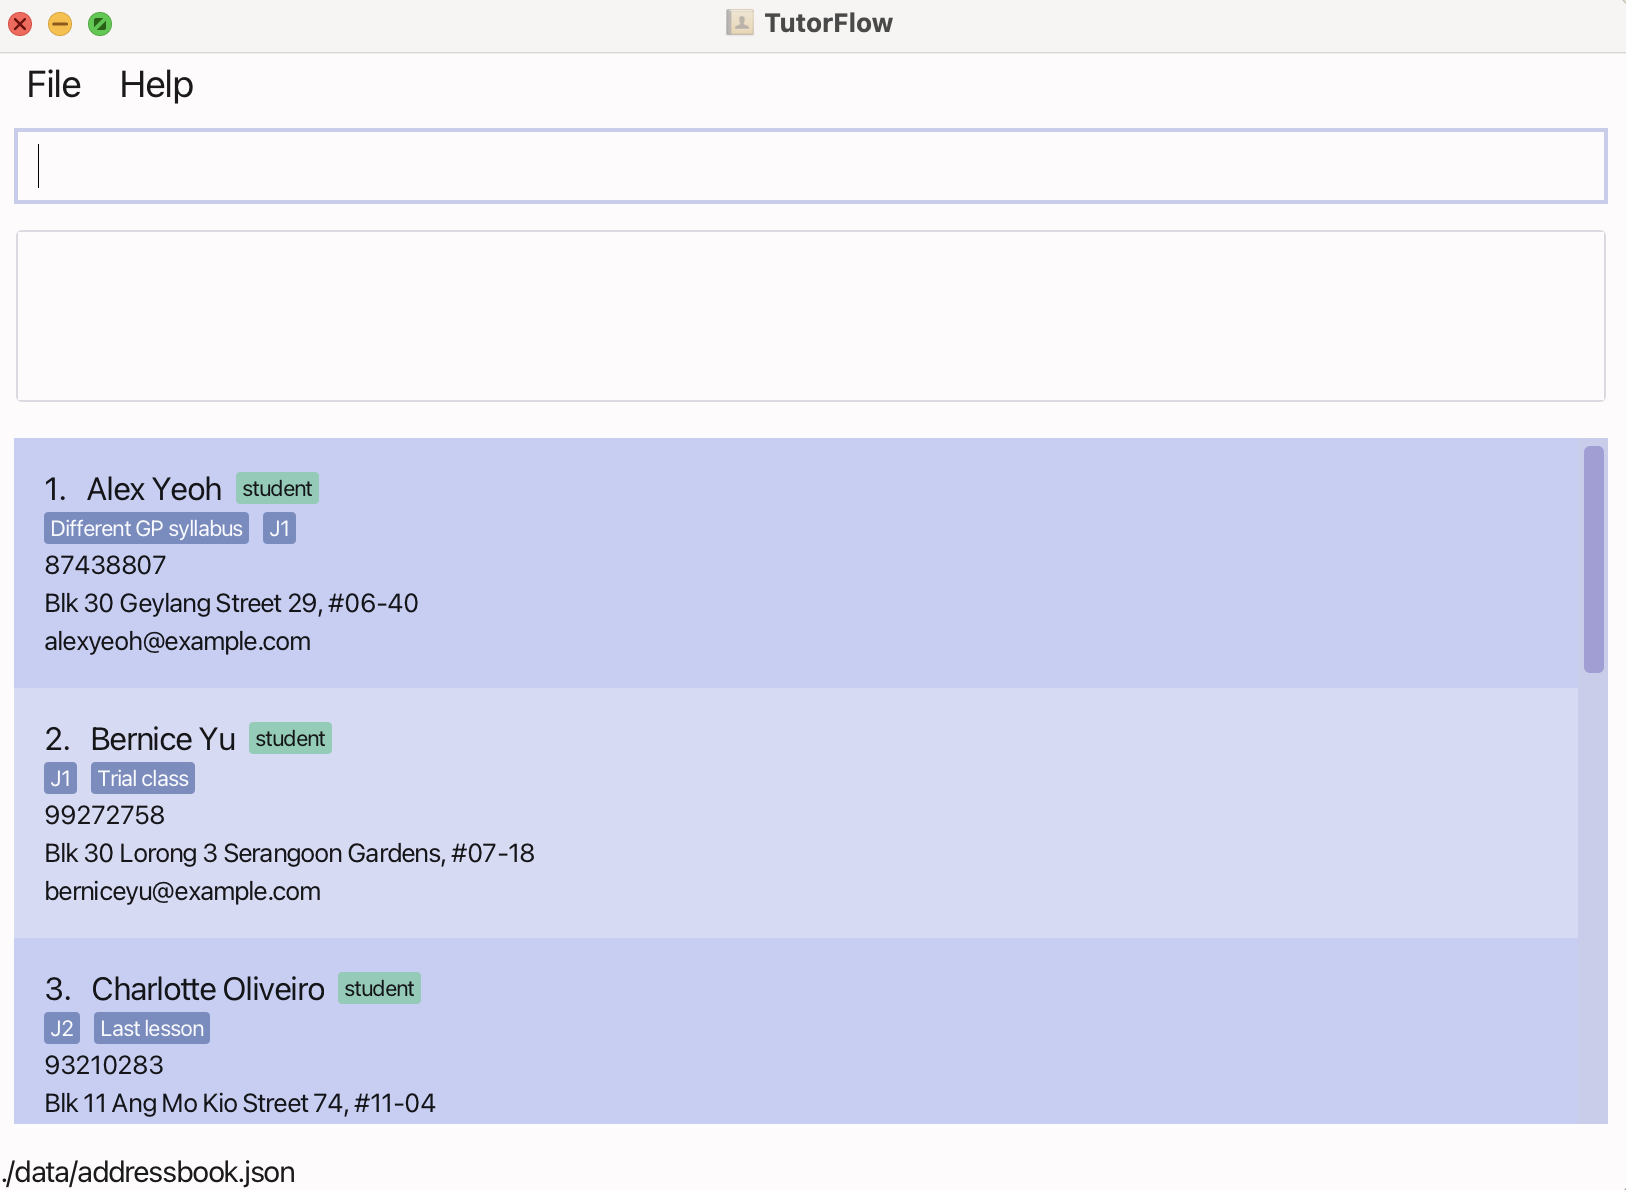 TutorFlow
File Help
1. Alex Yeoh student
Different GP syllabus J1
87438807
Blk 30 Geylang Street 29, #06-40
alexyeoh@example.com
2. Bernice Yu student
J1 Trial class
99272758
Blk 30 Lorong 3 Serangoon Gardens, #07-18
berniceyu@example.com
3. Charlotte Oliveiro student
J2 Last lesson
93210283
Blk 11 Ang Mo Kio Street 74, #11-04
./data/addressbook.json